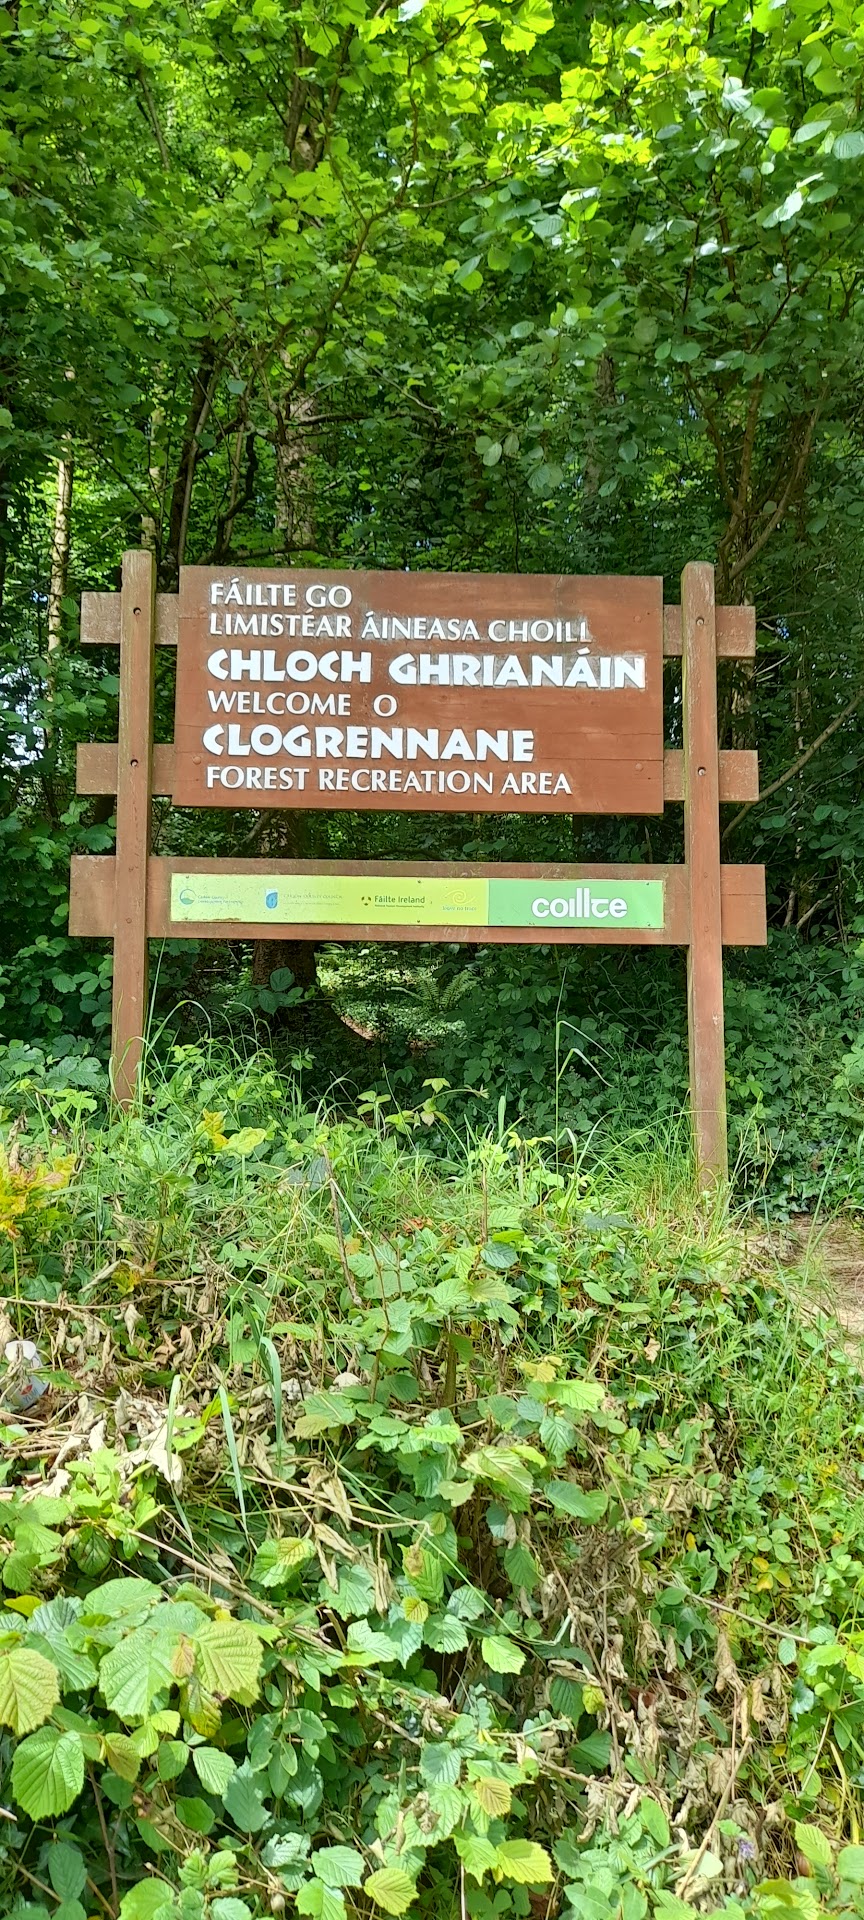 FÁILTE GO
LIMISTÉAR ÁINEASA CHOILL
CHLOCH GHRIANÁIN
WELCOME O
CLOGRENNANE
FOREST RECREATION AREA
Fáilte Ireland
coillte